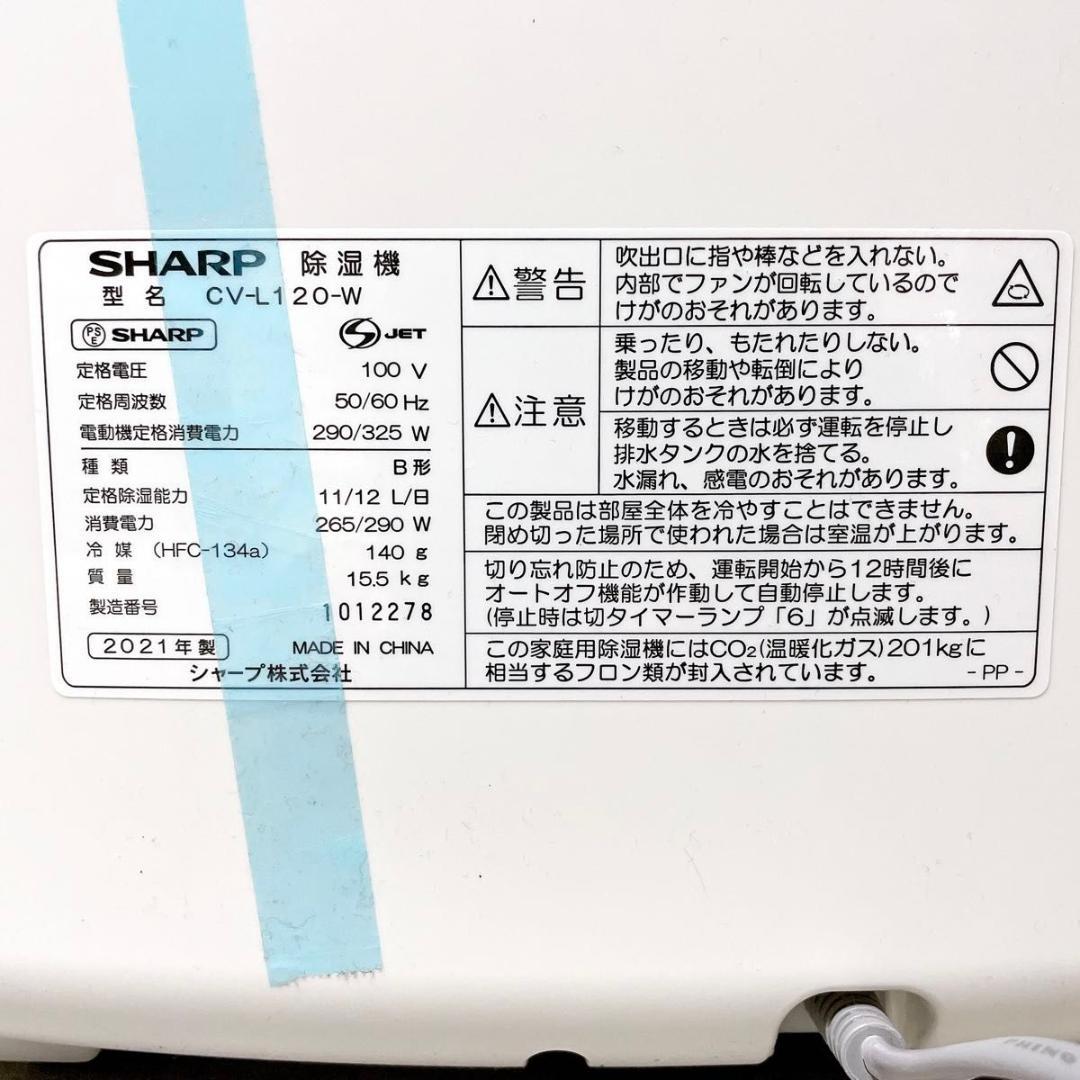 SHARP 除湿機
型名 CV-L120-W
PSE SHARP S JET
定格電圧 100 V
定格周波数 50/60 Hz
電動機定格消費電力 290/325 W
種類 B形
定格除湿能力 11/12 L/日
消費電力 265/290 W
冷媒 (HFC-134a) 140 g
質量 15.5 kg
製造番号 1012278
2021年製 MADE IN CHINA
シャープ株式会社
警告
吹出口に指や棒などを入れない。
内部でファンが回転しているので
けがのおそれがあります。
注意
乗ったり、もたれたりしない。
製品の移動や転倒により
けがのおそれがあります。
移動するときは必ず運転を停止し
排水タンクの水を捨てる。
水漏れ、感電のおそれがあります。
この製品は部屋全体を冷やすことはできません。
閉め切った場所で使われた場合は室温が上がります。
切り忘れ防止のため、運転開始から12時間後に
オートオフ機能が作動して自動停止します。
(停止時は切タイマーランプ「6」が点滅します。)
この家庭用除湿機にはCO₂(温暖化ガス)201kgに
相当するフロン類が封入されています。 - PP -